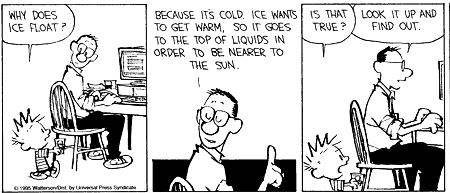 WHY DOES
ICE FLOAT?
BECAUSE IT'S COLD. ICE WANTS
TO GET WARM, SO IT GOES
TO THE TOP OF LIQUIDS IN
ORDER TO BE NEARER TO
THE SUN.
IS THAT
TRUE?
LOOK IT UP AND
FIND OUT.
© 1995 Watterson/Dist. by Universal Press Syndicate